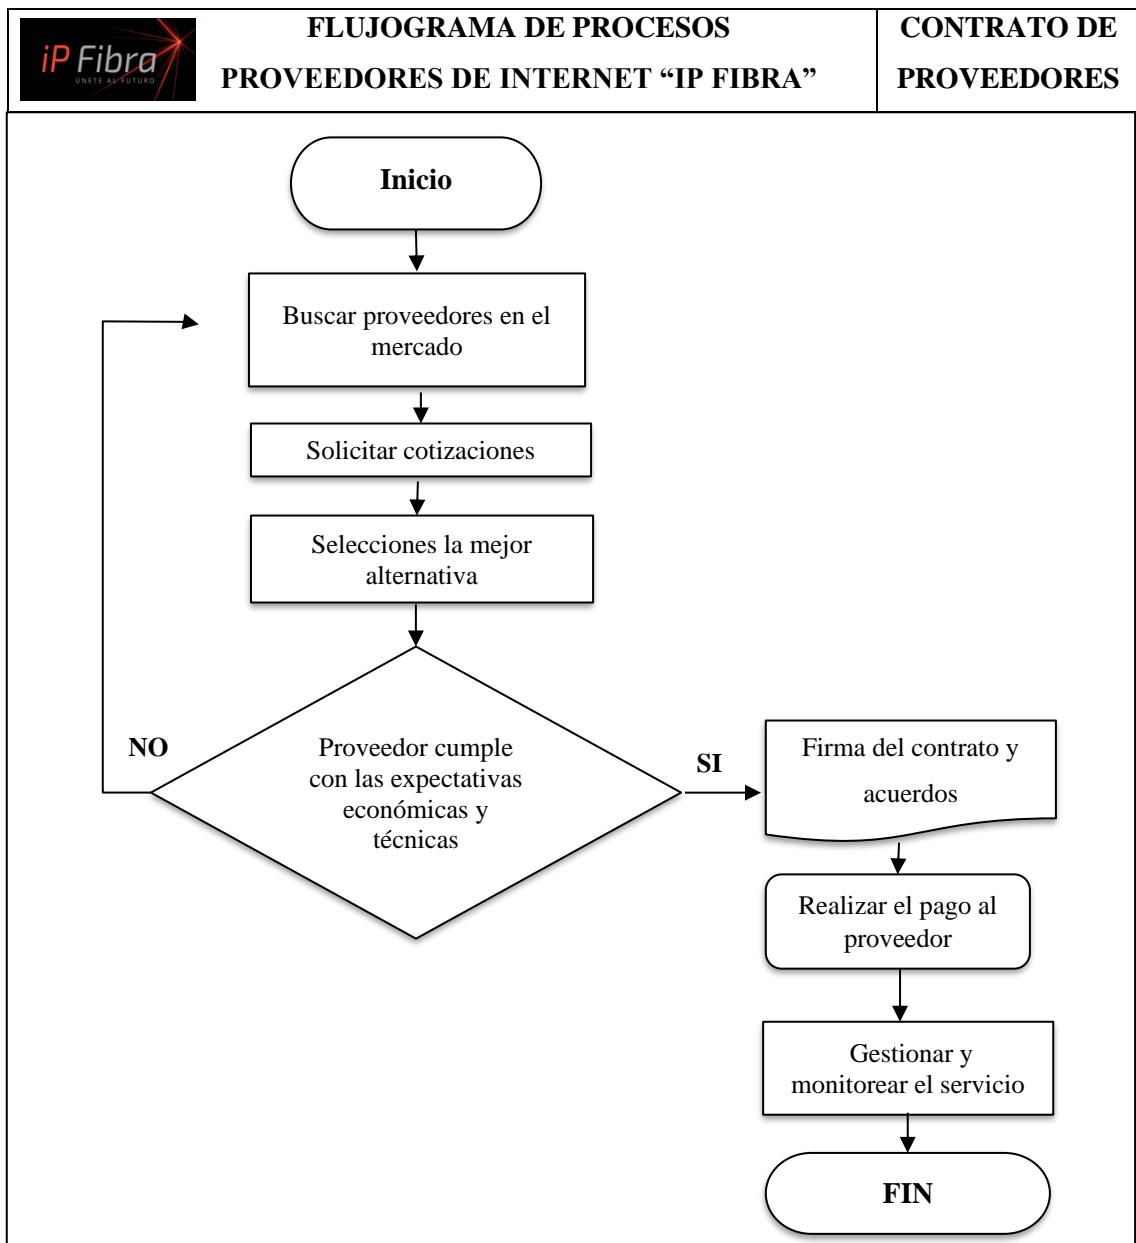 iP Fibra
ÚNETE AL FUTURO
FLUJOGRAMA DE PROCESOS
PROVEEDORES DE INTERNET “IP FIBRA”
CONTRATO DE
PROVEEDORES
Inicio
Buscar proveedores en el
mercado
Solicitar cotizaciones
Selecciones la mejor
alternativa
NO
Proveedor cumple
con las expectativas
económicas y
técnicas
SI
Firma del contrato y
acuerdos
Realizar el pago al
proveedor
Gestionar y
monitorear el servicio
FIN